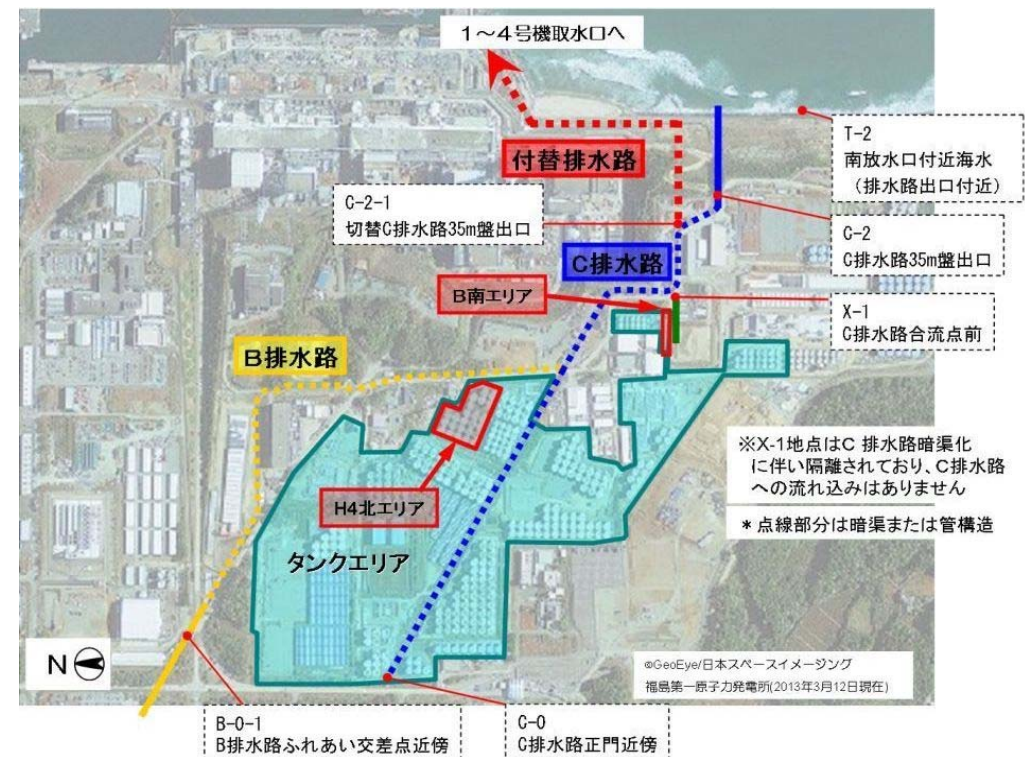 1～4号機取水口へ
T-2
南放水口付近海水
(排水路出口付近)
付替排水路
C-2-1
切替C排水路35m盤出口
C-2
C排水路35m盤出口
C排水路
B南エリア
X-1
C排水路合流点前
B排水路
※X-1地点はC 排水路暗渠化
に伴い隔離されており、C排水路
への流れ込みはありません
H4北エリア
*点線部分は暗渠または管構造
タンクエリア
N
©GeoEye/日本スペースイメージング
福島第一原子力発電所(2013年3月12日現在)
B-0-1
B排水路ふれあい交差点近傍
C-0
C排水路正門近傍